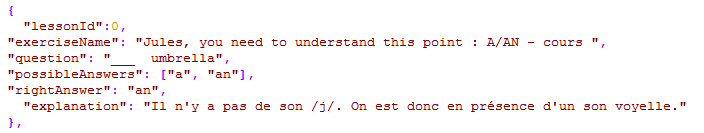 {
"lessonId":0,
"exerciseName": "Jules, you need to understand this point : A/AN - cours ",
"question": "___  umbrella",
"possibleAnswers": ["a", "an"],
"rightAnswer": "an",
"explanation": "Il n'y a pas de son /j/. On est donc en présence d'un son voyelle."
},